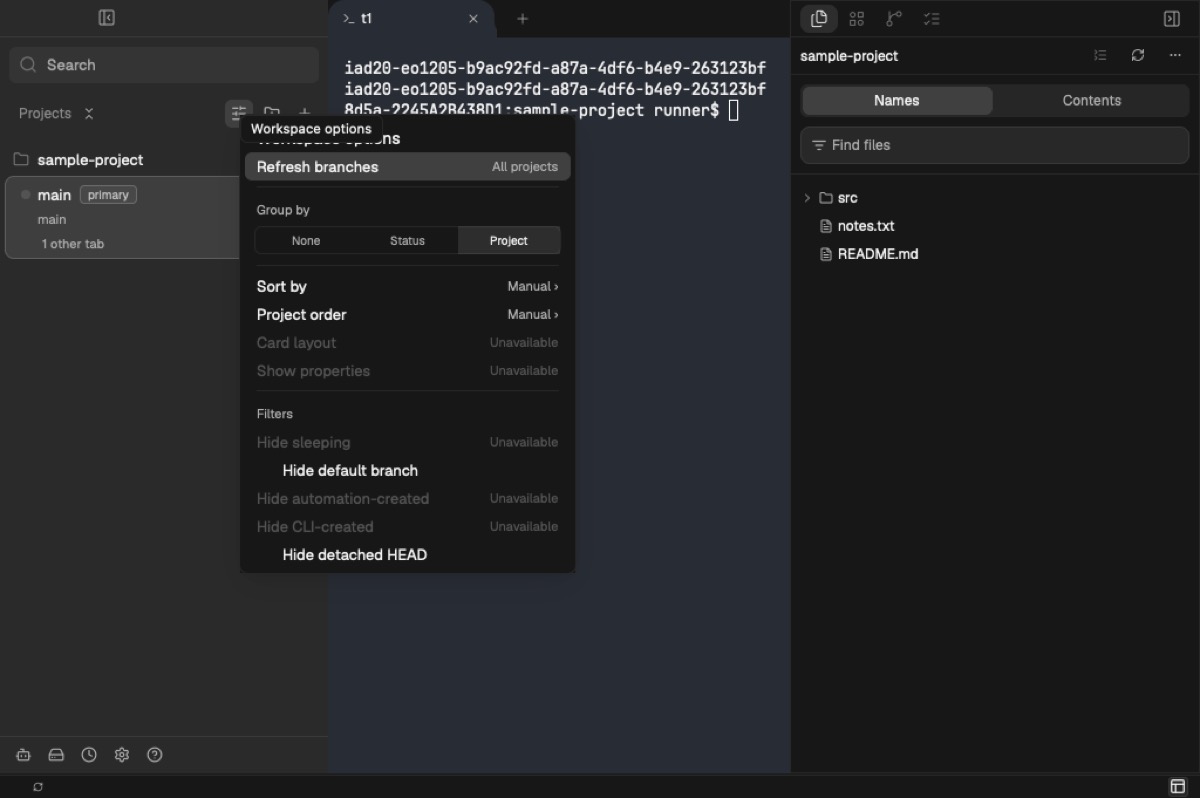 t1
Search
Projects
sample-project
main primary
main
1 other tab
iad20-eo1205-b9ac92fd-a87a-4df6-b4e9-263123bf
iad20-eo1205-b9ac92fd-a87a-4df6-b4e9-263123bf
8d5a-2245A2B438D1:sample-project runner$
Workspace options
Workspace options
Refresh branches All projects
Group by
None Status Project
Sort by Manual ›
Project order Manual ›
Card layout Unavailable
Show properties Unavailable
Filters
Hide sleeping Unavailable
Hide default branch
Hide automation-created Unavailable
Hide CLI-created Unavailable
Hide detached HEAD
sample-project
Names Contents
Find files
src
notes.txt
README.md